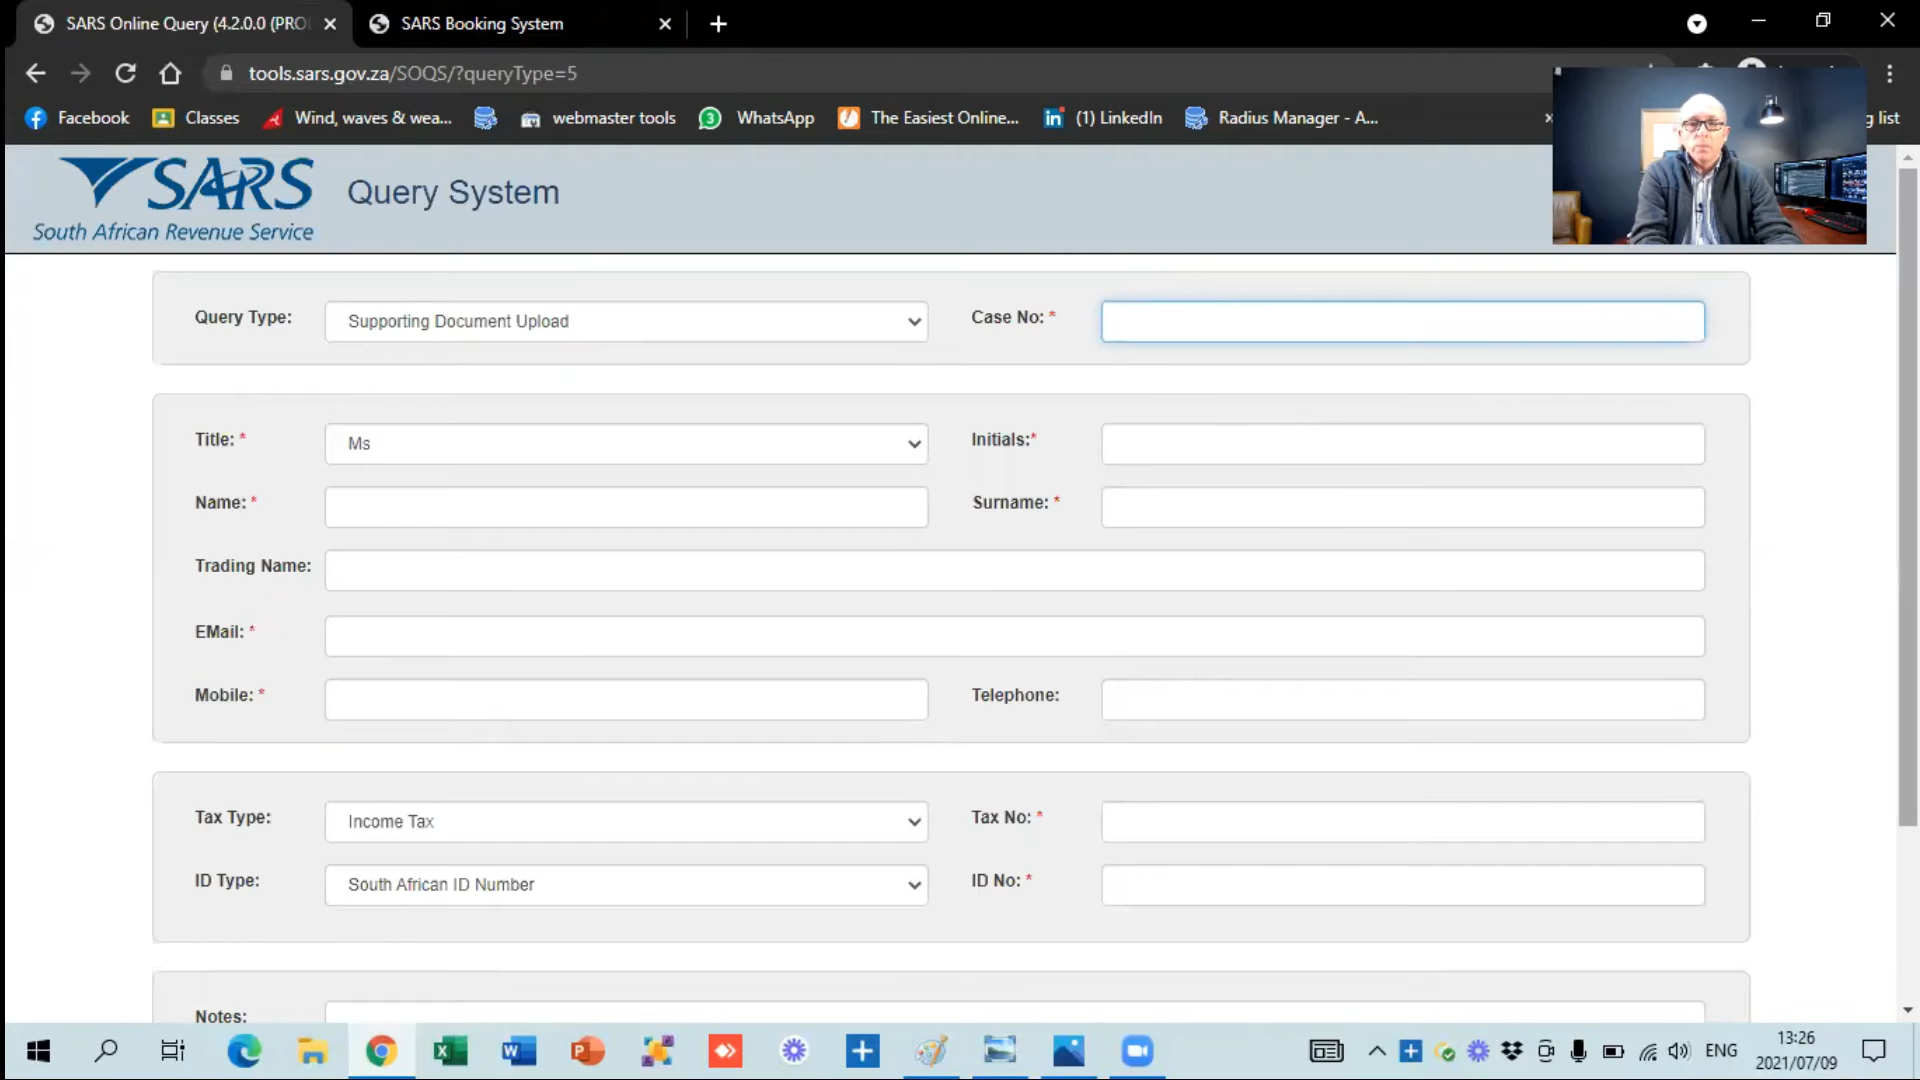 SARS Online Query (4.2.0.0 (PRO
SARS Booking System
tools.sars.gov.za/SOQS/?queryType=5
Facebook
Classes
Wind, waves & wea...
webmaster tools
3
WhatsApp
The Easiest Online...
in
(1) LinkedIn
Radius Manager - A...
g list
SARS
South African Revenue Service
Query System
Query Type:
Supporting Document Upload
Case No: *
Title: *
Ms
Initials:*
Name: *
Surname: *
Trading Name:
EMail: *
Mobile: *
Telephone:
Tax Type:
Income Tax
Tax No: *
ID Type:
South African ID Number
ID No: *
Notes:
ENG
13:26
2021/07/09